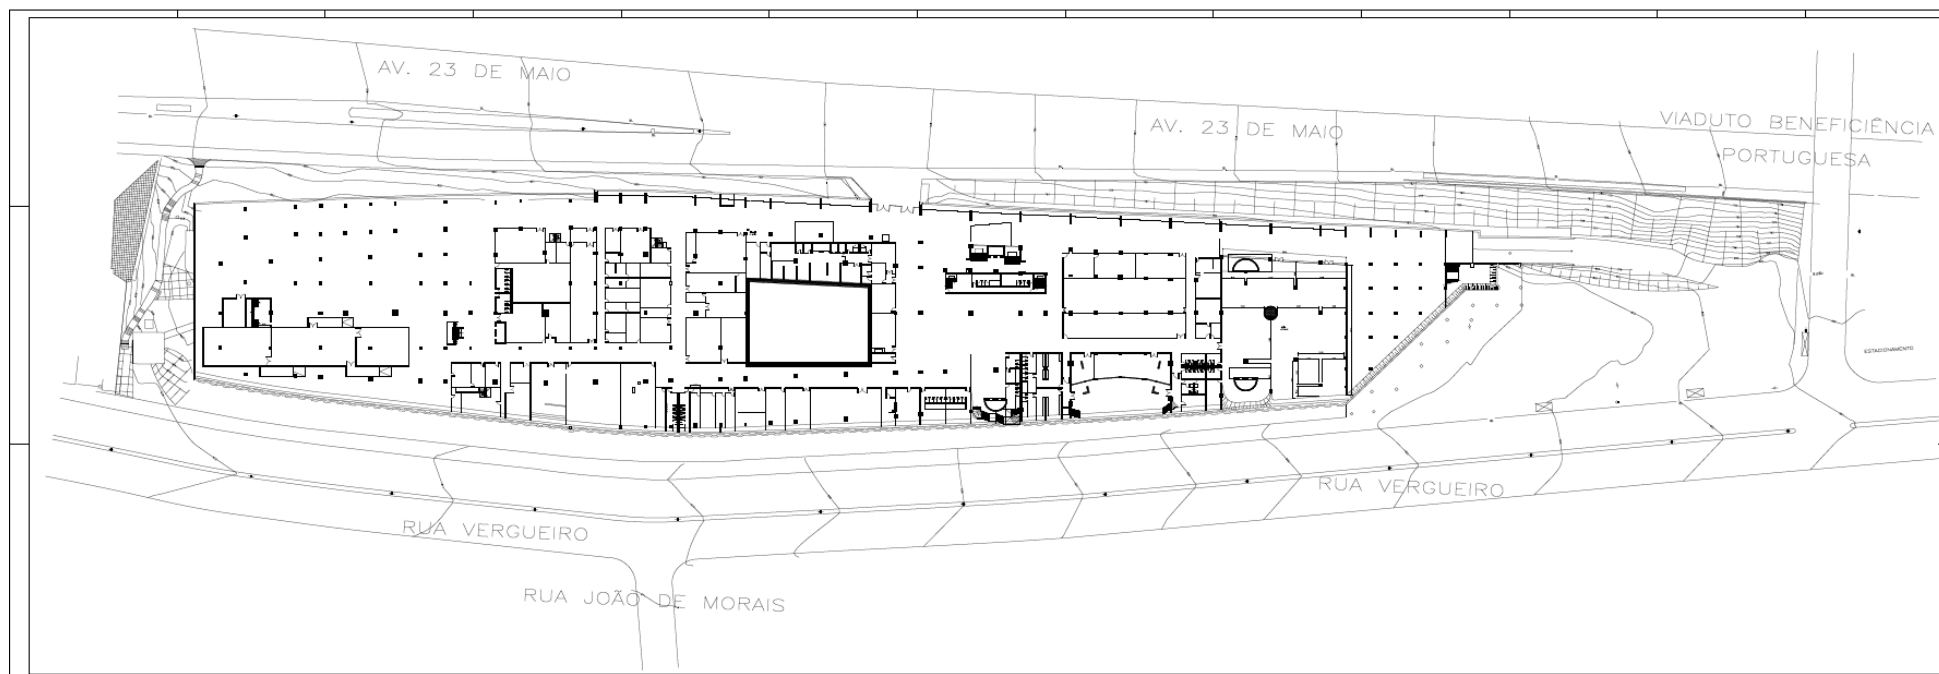 AV. 23 DE MAIO
AV. 23 DE MAIO
VIADUTO BENEFICIÊNCIA
PORTUGUESA
ESTACIONAMENTO
RUA VERGUEIRO
RUA VERGUEIRO
RUA JOÃO DE MORAIS